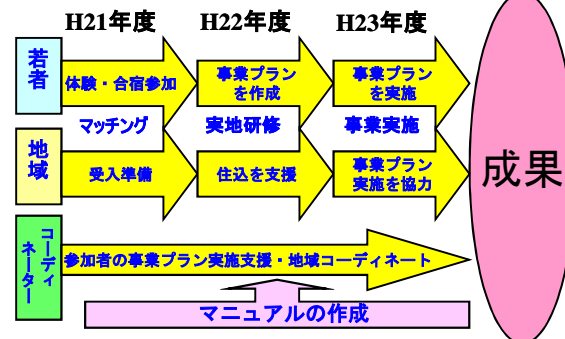 H21年度 H22年度 H23年度
若者
体験・合宿参加
事業プラン
を作成
事業プラン
を実施
マッチング 実地研修 事業実施
地域
受入準備
住込を支援
事業プラン
実施を協力
成果
コーディ
ネーター
参加者の事業プラン実施支援・地域コーディネート
マニュアルの作成